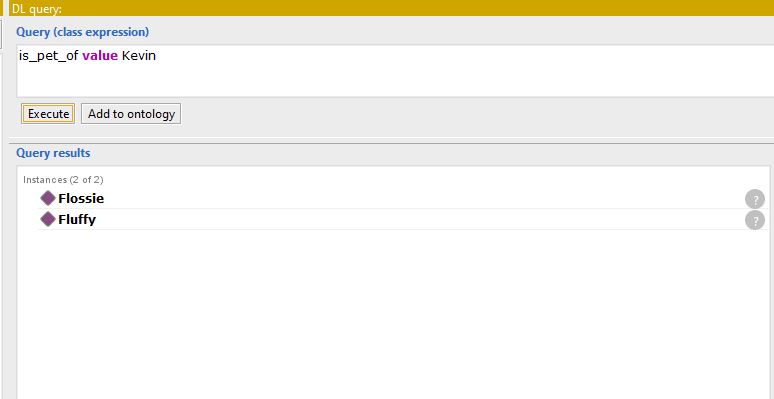 DL query:
Query (class expression)
is_pet_of value Kevin
Execute Add to ontology
Query results
Instances (2 of 2)
Flossie ?
Fluffy ?